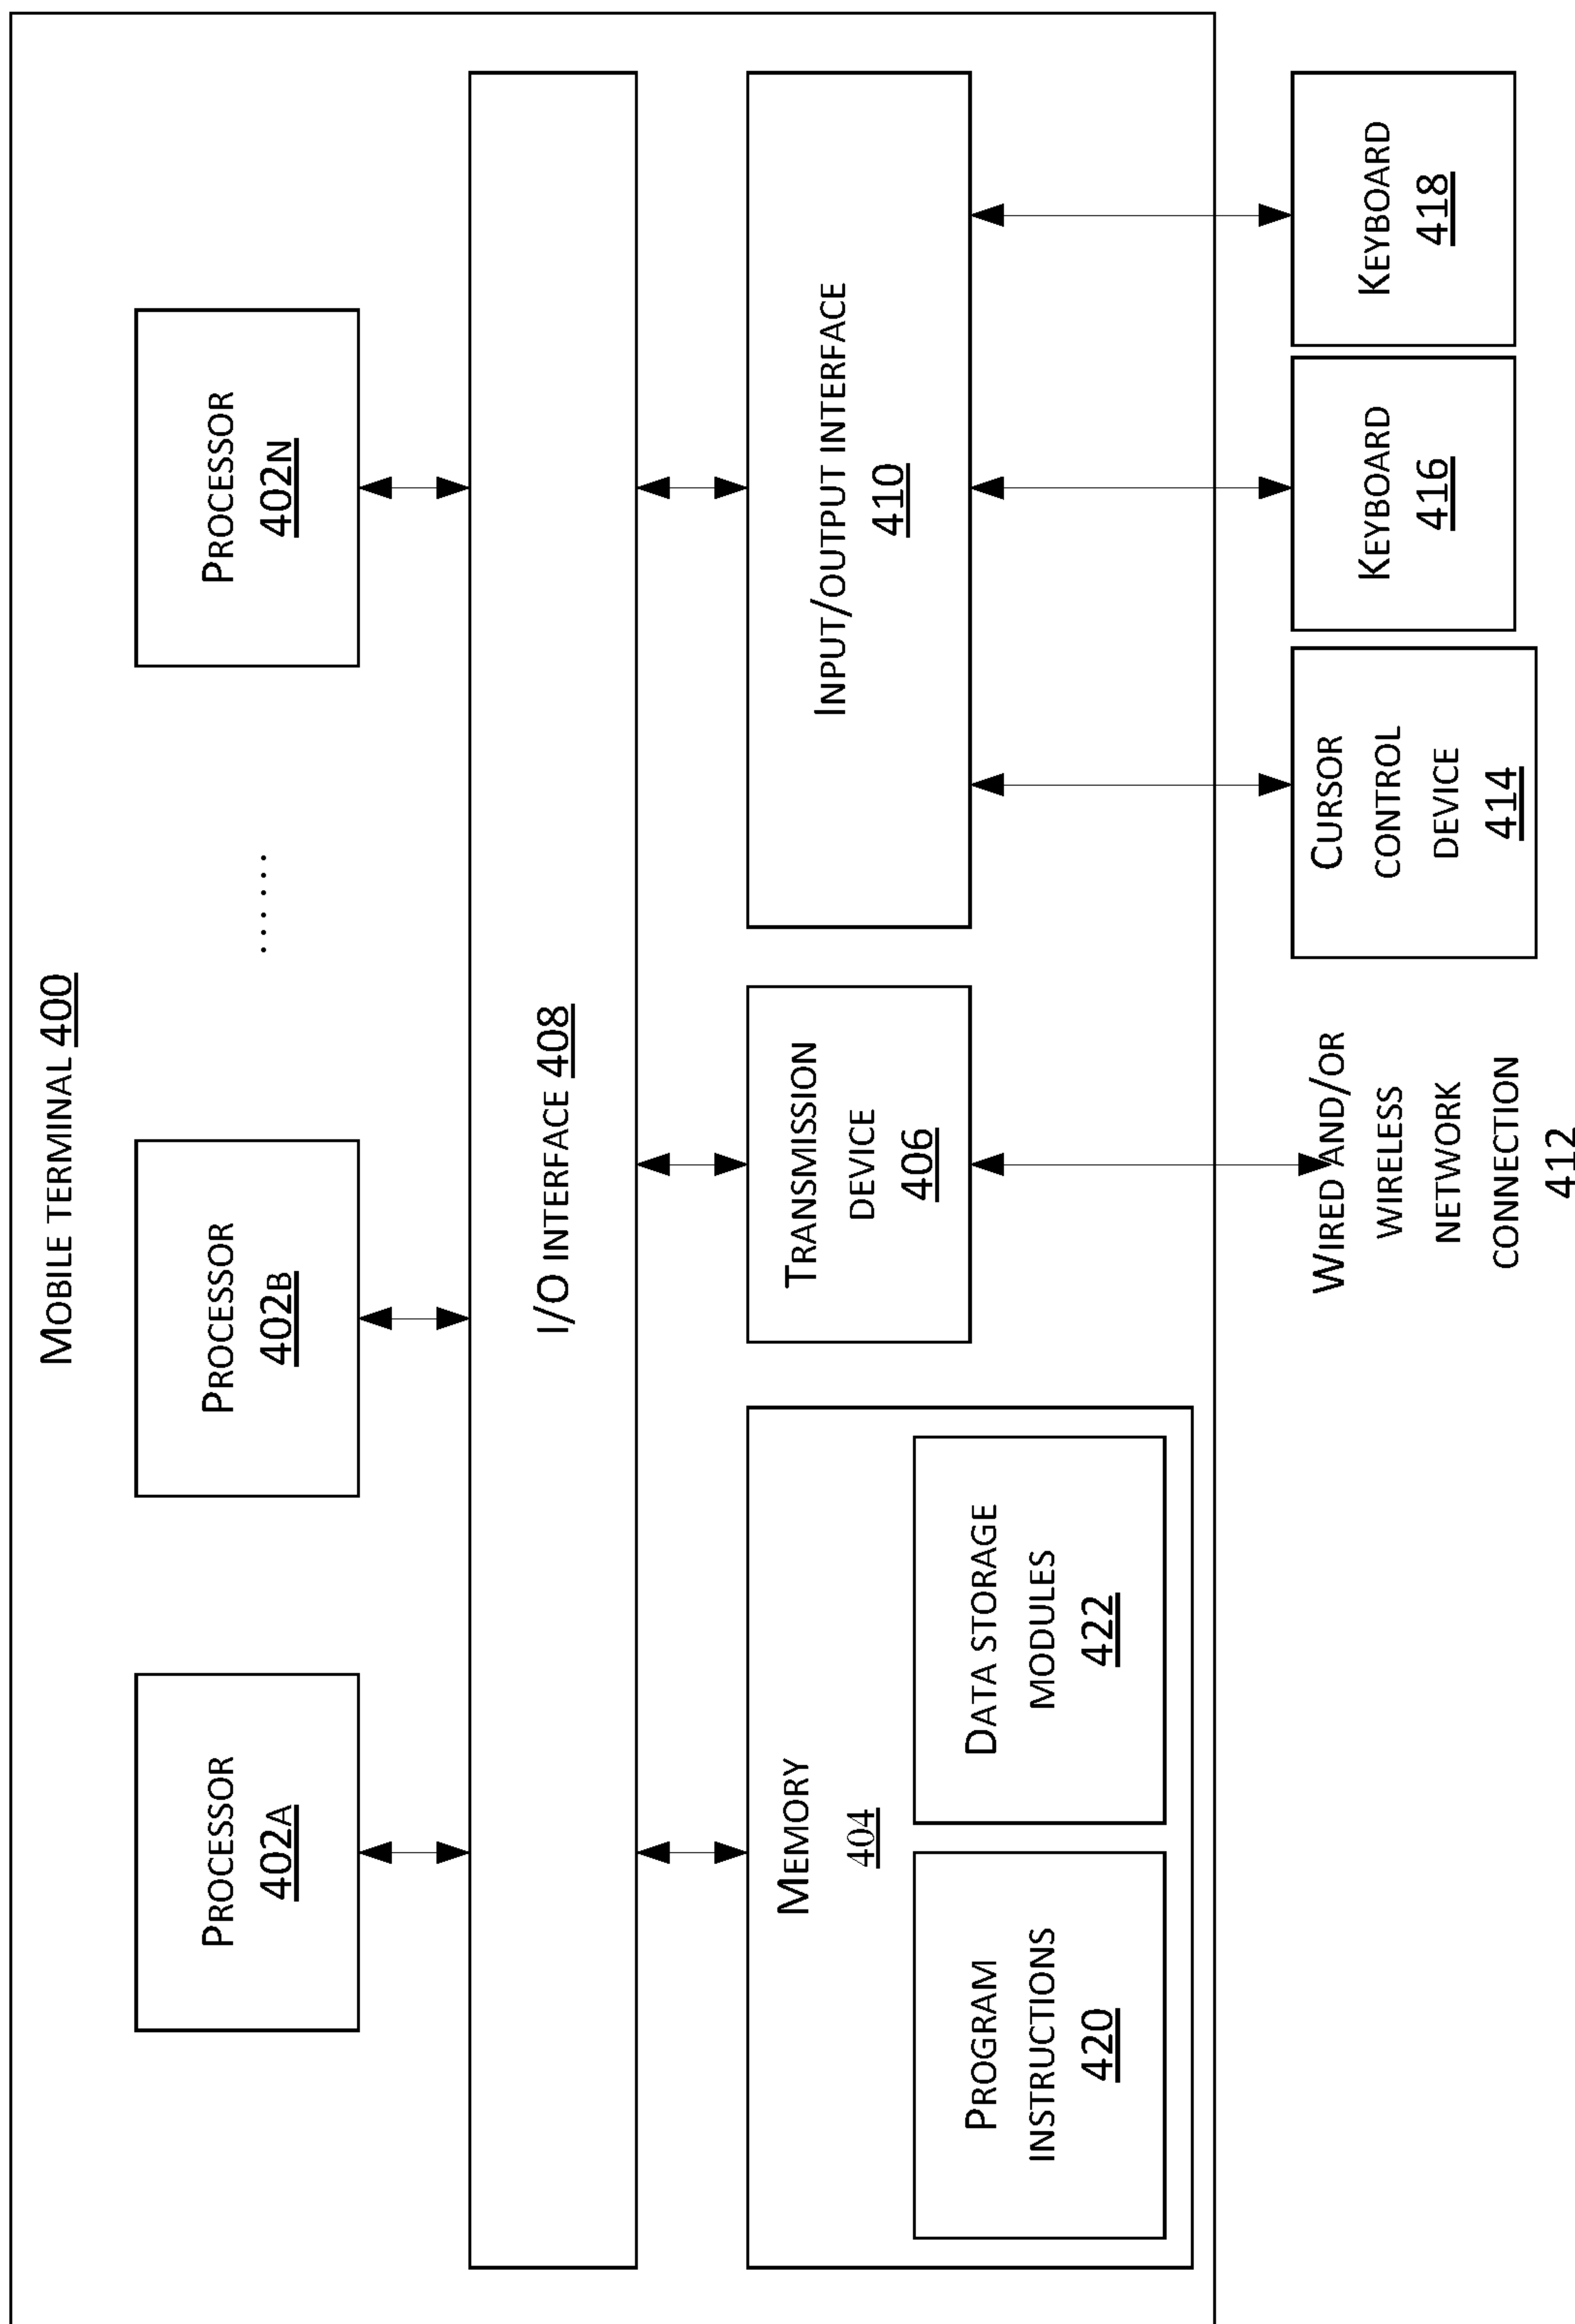 MOBILE TERMINAL 400
PROCESSOR
402A
PROCESSOR
402B
......
PROCESSOR
402N
I/O INTERFACE 408
MEMORY
404
PROGRAM
INSTRUCTIONS
420
DATA STORAGE
MODULES
422
TRANSMISSION
DEVICE
406
INPUT/OUTPUT INTERFACE
410
WIRED AND/OR
WIRELESS
NETWORK
CONNECTION
412
CURSOR
CONTROL
DEVICE
414
KEYBOARD
416
KEYBOARD
418